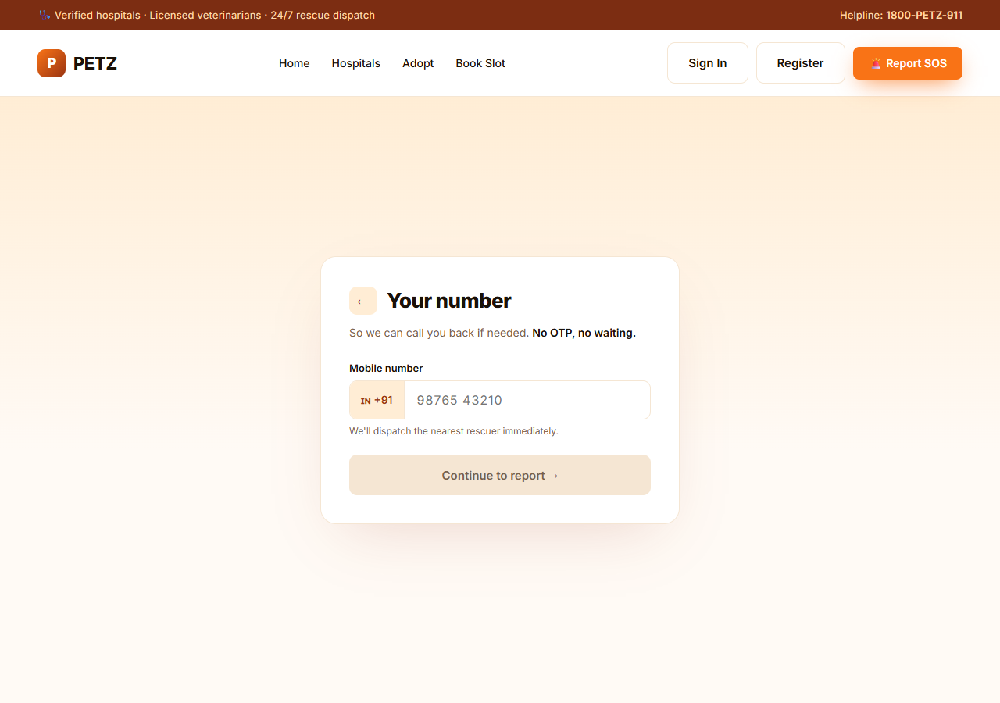 Verified hospitals · Licensed veterinarians · 24/7 rescue dispatch
Helpline: 1800-PETZ-911
P PETZ
Home
Hospitals
Adopt
Book Slot
Sign In
Register
Report SOS
← Your number
So we can call you back if needed. No OTP, no waiting.
Mobile number
IN +91
98765 43210
We'll dispatch the nearest rescuer immediately.
Continue to report →